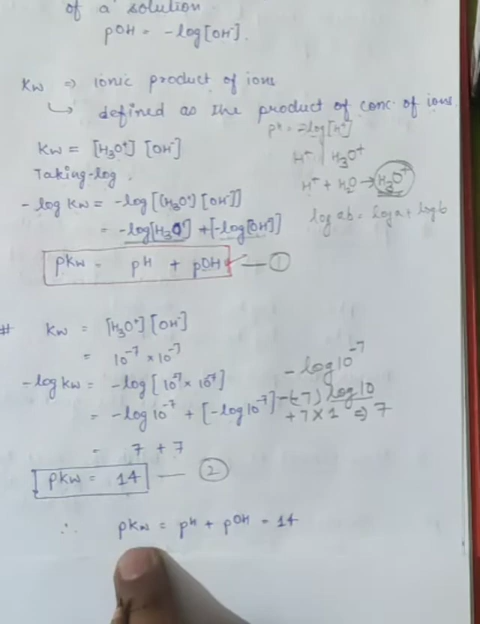 of a solution
pOH = -log[OH⁻].
Kw ⇒ ionic product of ions
↳ defined as the product of conc. of ions.
pH = -log[H⁺]
Kw = [H₃O⁺] [OH⁻]
H⁺ / H₃O⁺
Taking log.
H⁺ + H₂O → H₃O⁺
-log Kw = -log[(H₃O⁺) [OH⁻]]
log ab = log a + log b
= -log[H₃O⁺] + [-log[OH⁻]]
pKw = pH + pOH — ①
# Kw = [H₃O⁺] [OH⁻]
= 10⁻⁷ × 10⁻⁷
-log 10⁻⁷
-log Kw = -log [10⁻⁷ × 10⁻⁷]
-(-7) log 10
= -log 10⁻⁷ + [-log 10⁻⁷]
+7 × 1 ⇒ 7
= 7 + 7
pKw = 14 — ②
∴ pKw = pH + pOH = 14